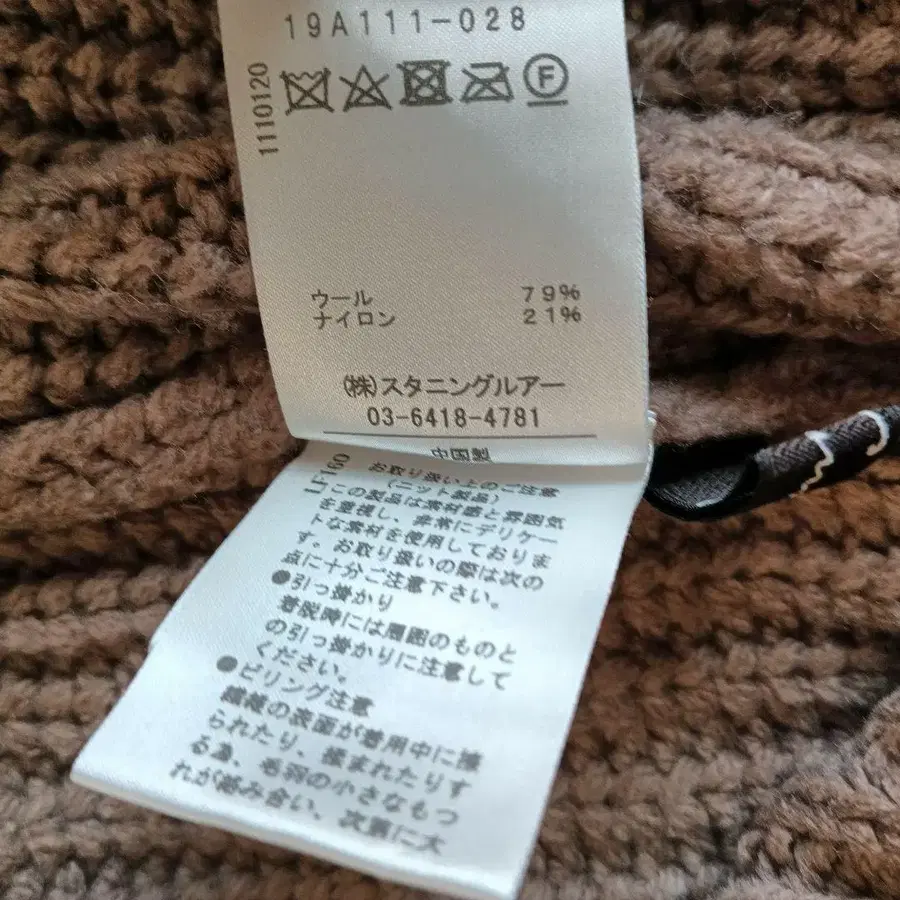 19A111-028
1110120
F
ウール 79%
ナイロン 21%
(株)スタニングルアー
03-6418-4781
中国製
LF160
お取り扱い上のご注意
(ニット製品)
この製品は素材感と雰囲気
を重視し、非常にデリケー
トな素材を使用しておりま
す。お取り扱いの際は次の
点に十分ご注意下さい。
●引っ掛かり
着脱時には周囲のものと
の引っ掛かりに注意して
ください。
●ピリング注意
繊維の表面が着用中に擦
られたり、揉まれたりす
る為、毛羽の小さなもつ
れが絡み合い、次第に大